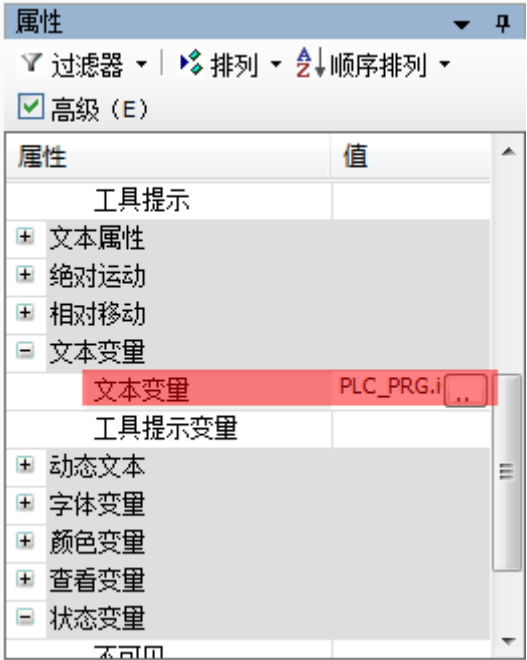 属性
过滤器 排列 顺序排列
高级（E）
属性 值
工具提示
文本属性
绝对运动
相对移动
文本变量
文本变量 PLC_PRG.i ..
工具提示变量
动态文本
字体变量
颜色变量
查看变量
状态变量
不可见